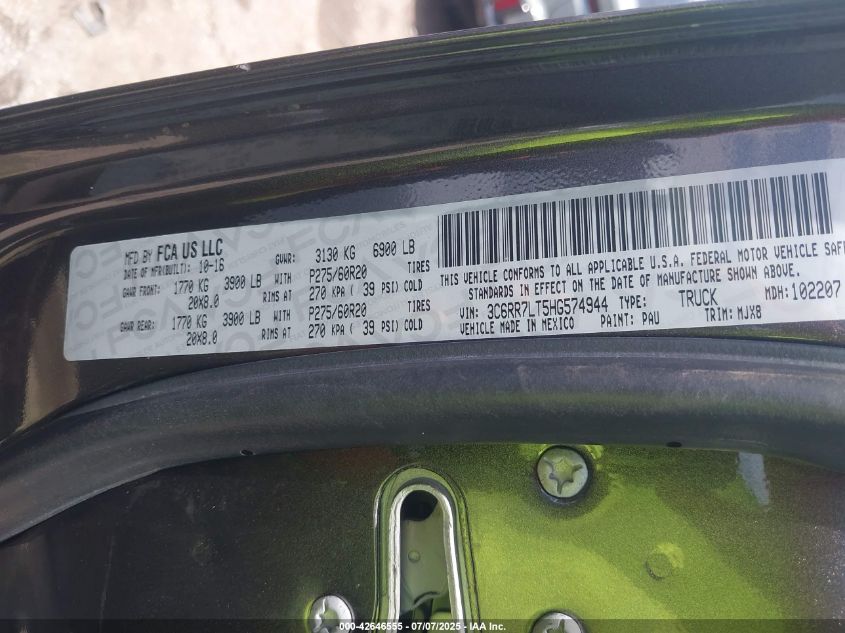 MFD BY FCA US LLC
DATE OF MFR(BUILT): 10-16
GVWR: 3130 KG 6900 LB
GAWR FRONT: 1770 KG 3900 LB WITH P275/60R20 TIRES
20X8.0 RIMS AT 270 KPA ( 39 PSI) COLD
GAWR REAR: 1770 KG 3900 LB WITH P275/60R20 TIRES
20X8.0 RIMS AT 270 KPA ( 39 PSI) COLD
THIS VEHICLE CONFORMS TO ALL APPLICABLE U.S.A. FEDERAL MOTOR VEHICLE SAFE
STANDARDS IN EFFECT ON THE DATE OF MANUFACTURE SHOWN ABOVE.
VIN: 3C6RR7LT5HG574944 TYPE: TRUCK MDH:102207
VEHICLE MADE IN MEXICO PAINT: PAU TRIM: MJX8
000-42646555 - 07/07/2025 - IAA Inc.